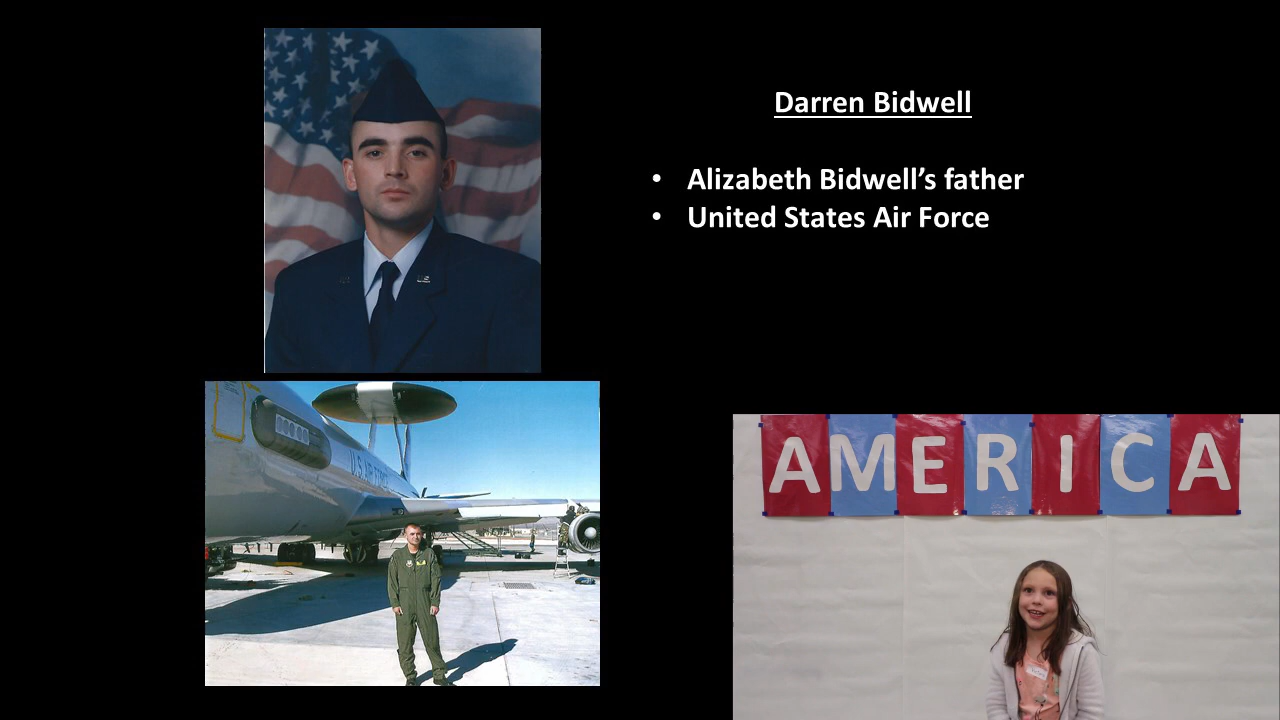 Darren Bidwell
• Alizabeth Bidwell’s father
• United States Air Force
U.S. AIR FORCE
AMERICA